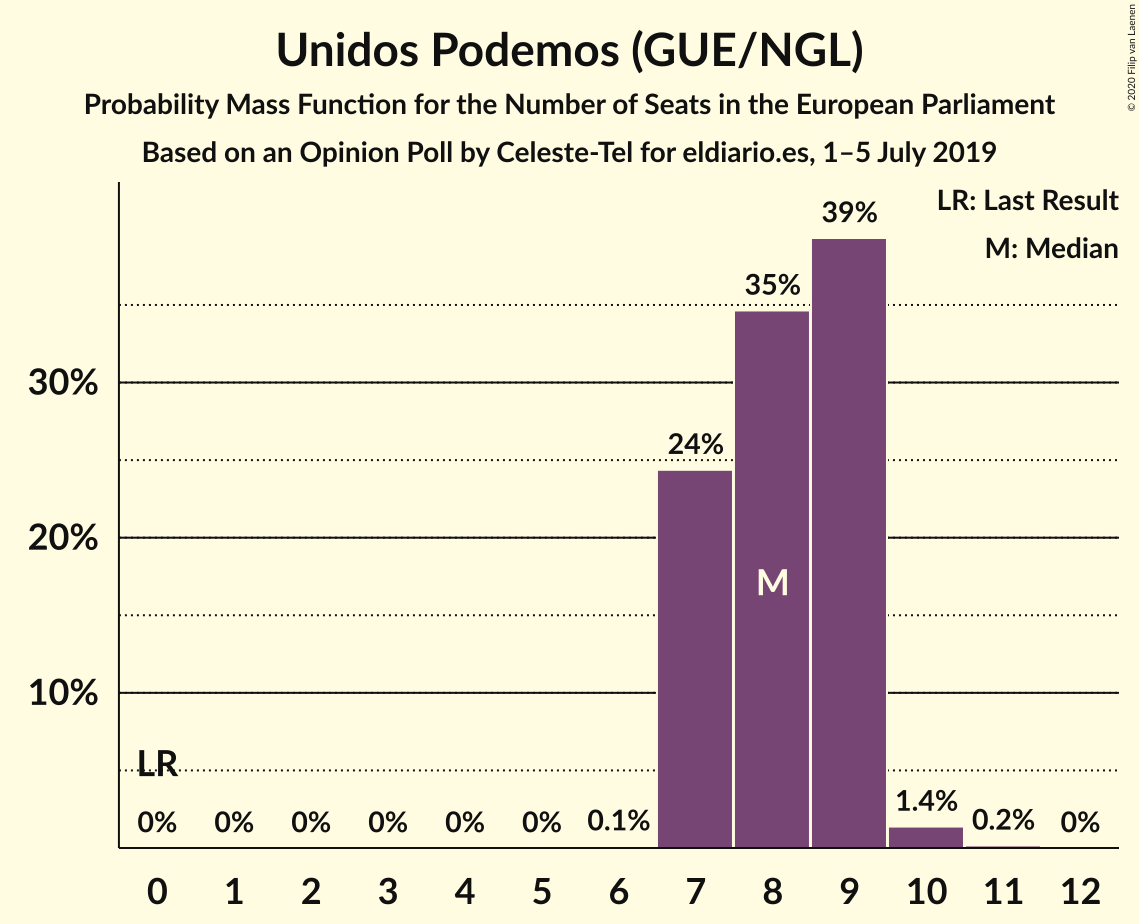 Unidos Podemos (GUE/NGL)
Probability Mass Function for the Number of Seats in the European Parliament
Based on an Opinion Poll by Celeste-Tel for eldiario.es, 1–5 July 2019
© 2020 Filip van Laenen
LR: Last Result
M: Median
39%
35%
30%
24%
20%
M
10%
LR
0% 0% 0% 0% 0% 0% 0.1% 1.4% 0.2% 0%
0 1 2 3 4 5 6 7 8 9 10 11 12